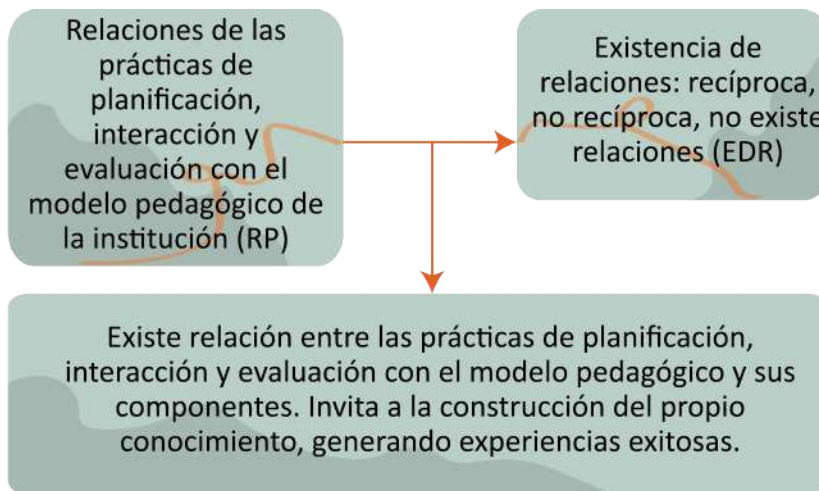 Relaciones de las
prácticas de
planificación,
interacción y
evaluación con el
modelo pedagógico de
la institución (RP)
Existencia de
relaciones: recíproca,
no recíproca, no existe
relaciones (EDR)
Existe relación entre las prácticas de planificación,
interacción y evaluación con el modelo pedagógico y sus
componentes. Invita a la construcción del propio
conocimiento, generando experiencias exitosas.